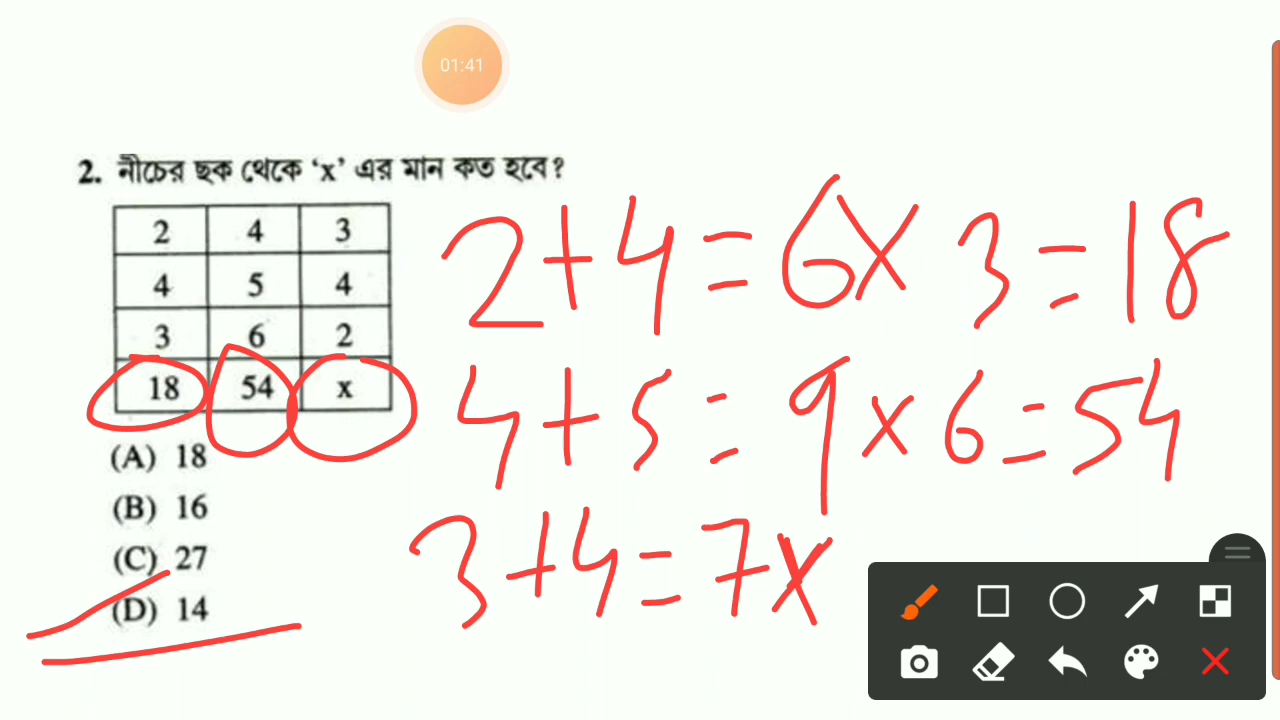 01:41
2. নীচের ছক থেকে ‘x’ এর মান কত হবে?
2 4 3
4 5 4
3 6 2
18 54 x
(A) 18
(B) 16
(C) 27
(D) 14
2+4=6x3=18
4+5=9x6=54
3+4=7x